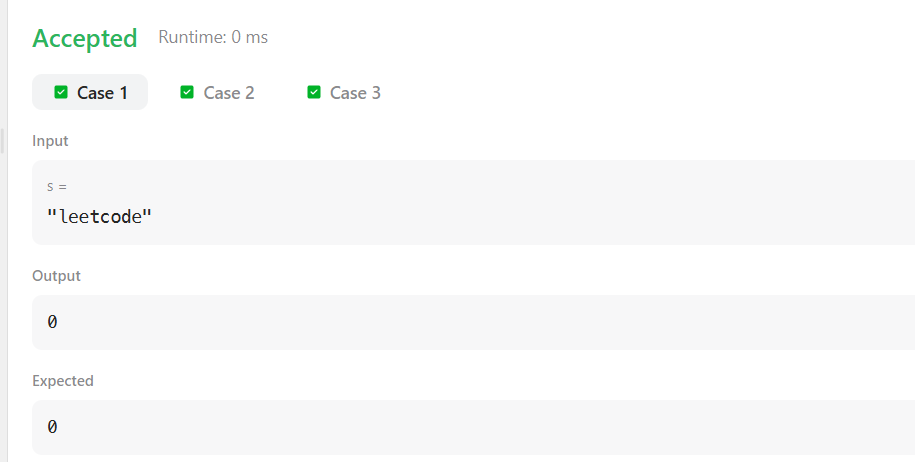 Accepted Runtime: 0 ms
Case 1 Case 2 Case 3
Input
s =
"leetcode"
Output
0
Expected
0